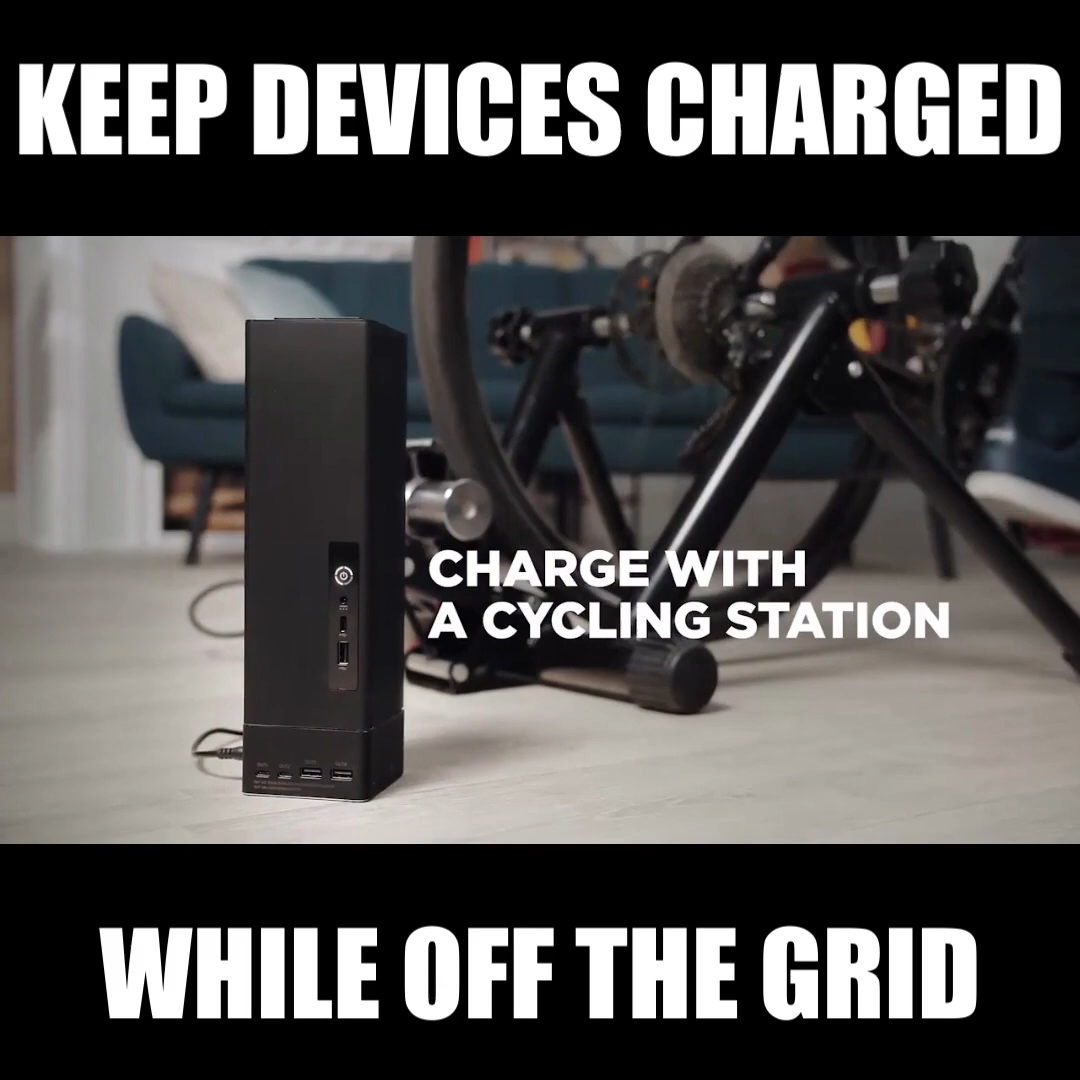 KEEP DEVICES CHARGED
CHARGE WITH
A CYCLING STATION
WHILE OFF THE GRID